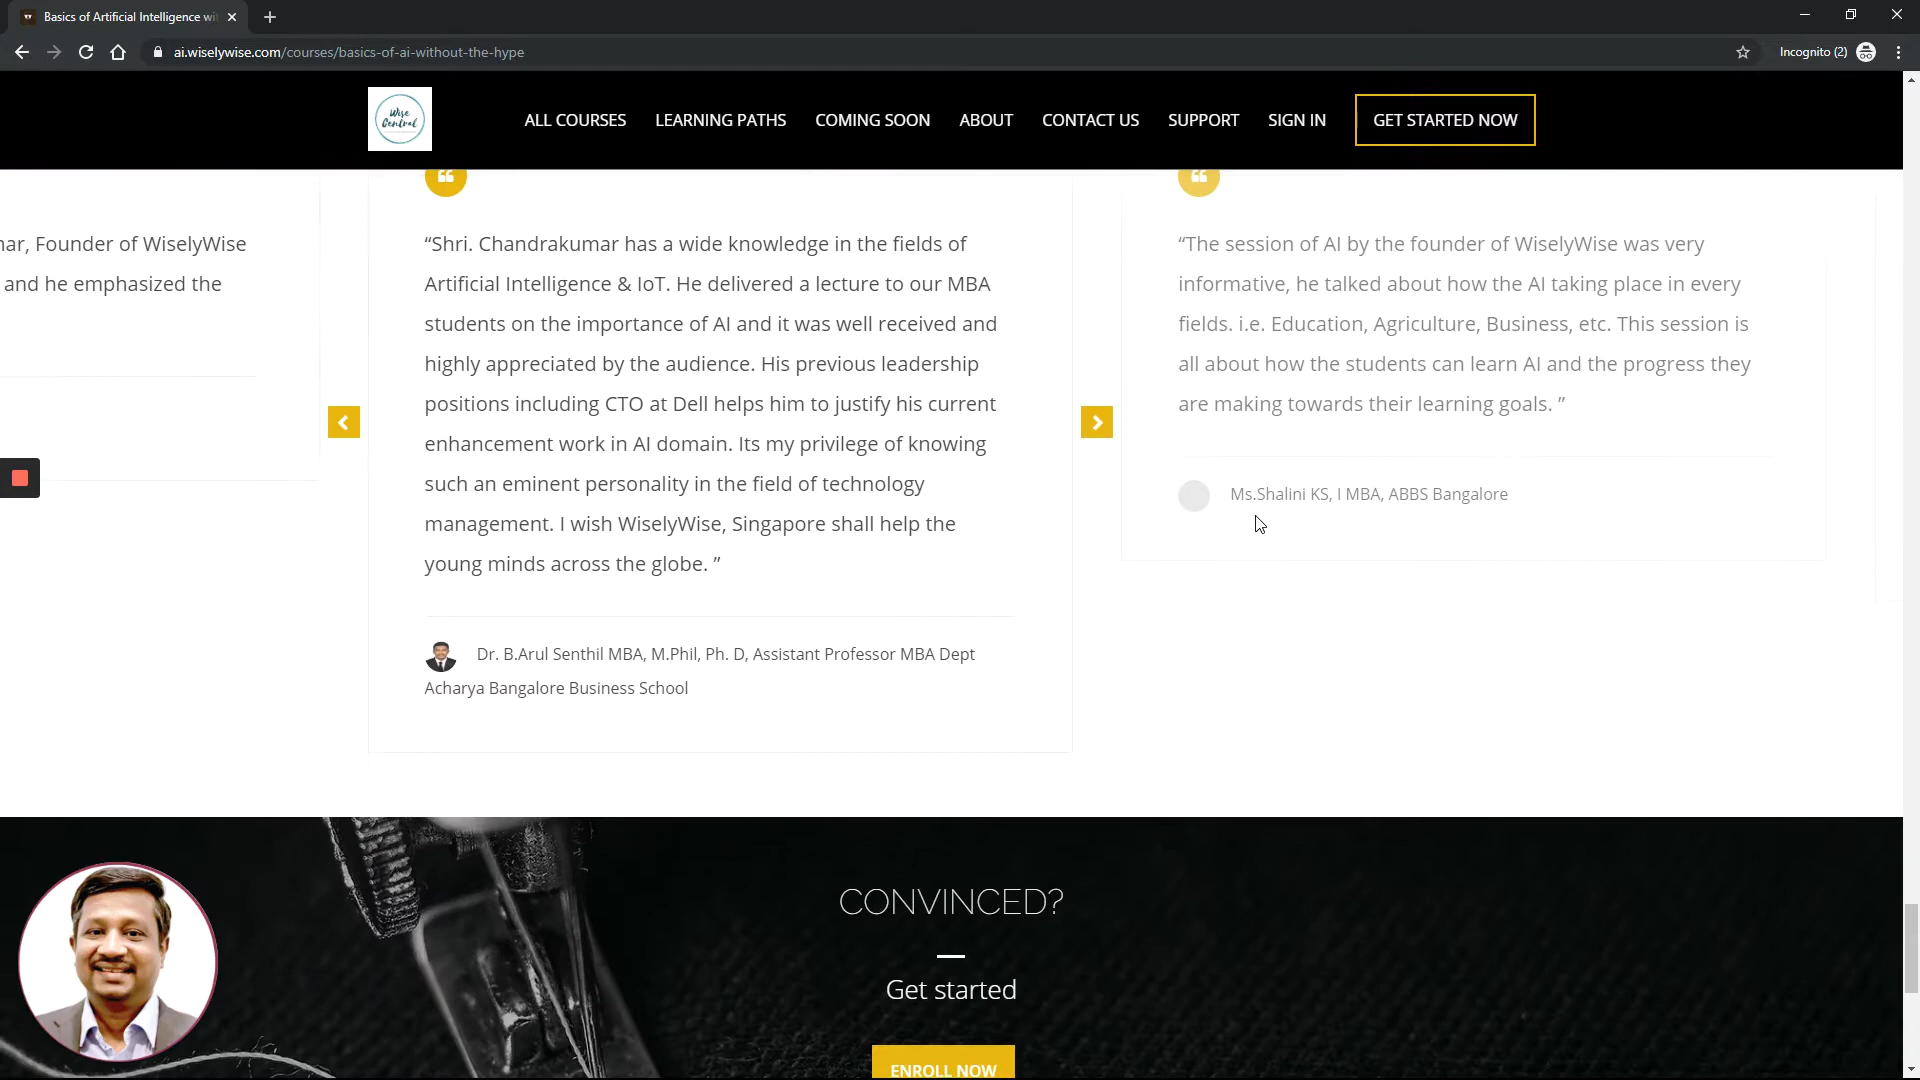 Basics of Artificial Intelligence wi
ai.wiselywise.com/courses/basics-of-ai-without-the-hype
Incognito (2)
Wise
Central
ALL COURSES
LEARNING PATHS
COMING SOON
ABOUT
CONTACT US
SUPPORT
SIGN IN
GET STARTED NOW
mar, Founder of WiselyWise
and he emphasized the
“Shri. Chandrakumar has a wide knowledge in the fields of
Artificial Intelligence & IoT. He delivered a lecture to our MBA
students on the importance of AI and it was well received and
highly appreciated by the audience. His previous leadership
positions including CTO at Dell helps him to justify his current
enhancement work in AI domain. Its my privilege of knowing
such an eminent personality in the field of technology
management. I wish WiselyWise, Singapore shall help the
young minds across the globe. ”
Dr. B.Arul Senthil MBA, M.Phil, Ph. D, Assistant Professor MBA Dept
Acharya Bangalore Business School
“The session of AI by the founder of WiselyWise was very
informative, he talked about how the AI taking place in every
fields. i.e. Education, Agriculture, Business, etc. This session is
all about how the students can learn AI and the progress they
are making towards their learning goals. ”
Ms.Shalini KS, I MBA, ABBS Bangalore
CONVINCED?
Get started
ENROLL NOW